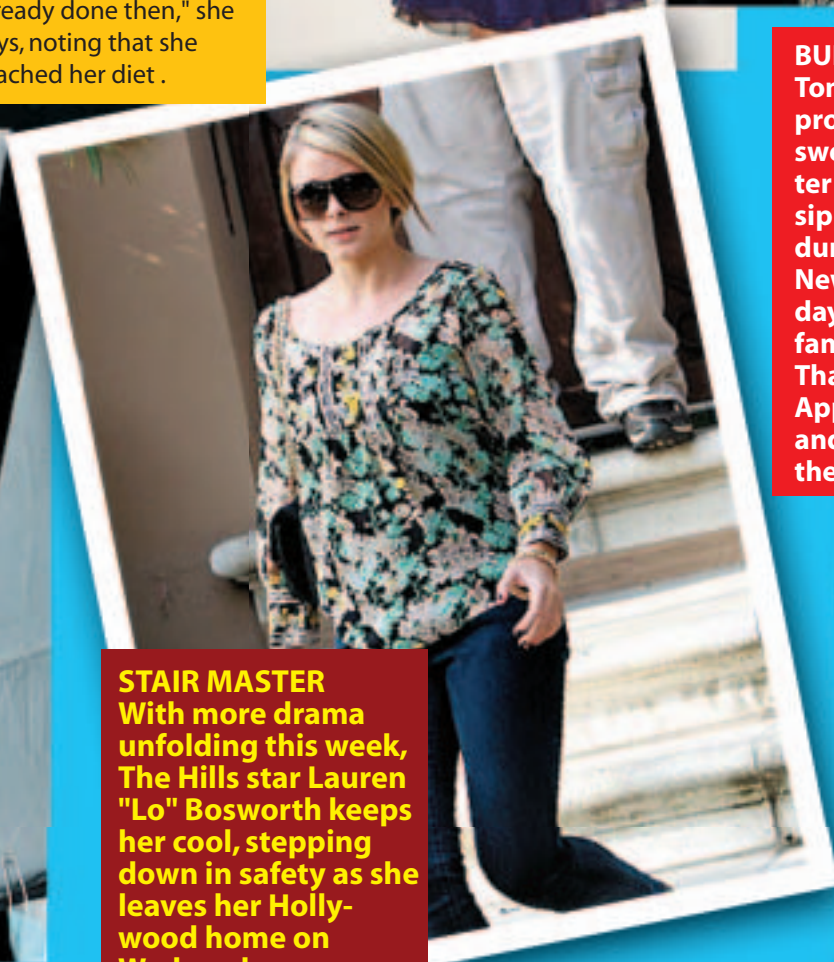 eady done then," she
ys, noting that she
ached her diet .
STAIR MASTER
With more drama
unfolding this week,
The Hills star Lauren
"Lo" Bosworth keeps
her cool, stepping
down in safety as she
leaves her Holly-
wood home on
BU
Tor
pro
swe
ter
sip
dur
New
day
fan
Tha
App
and
the